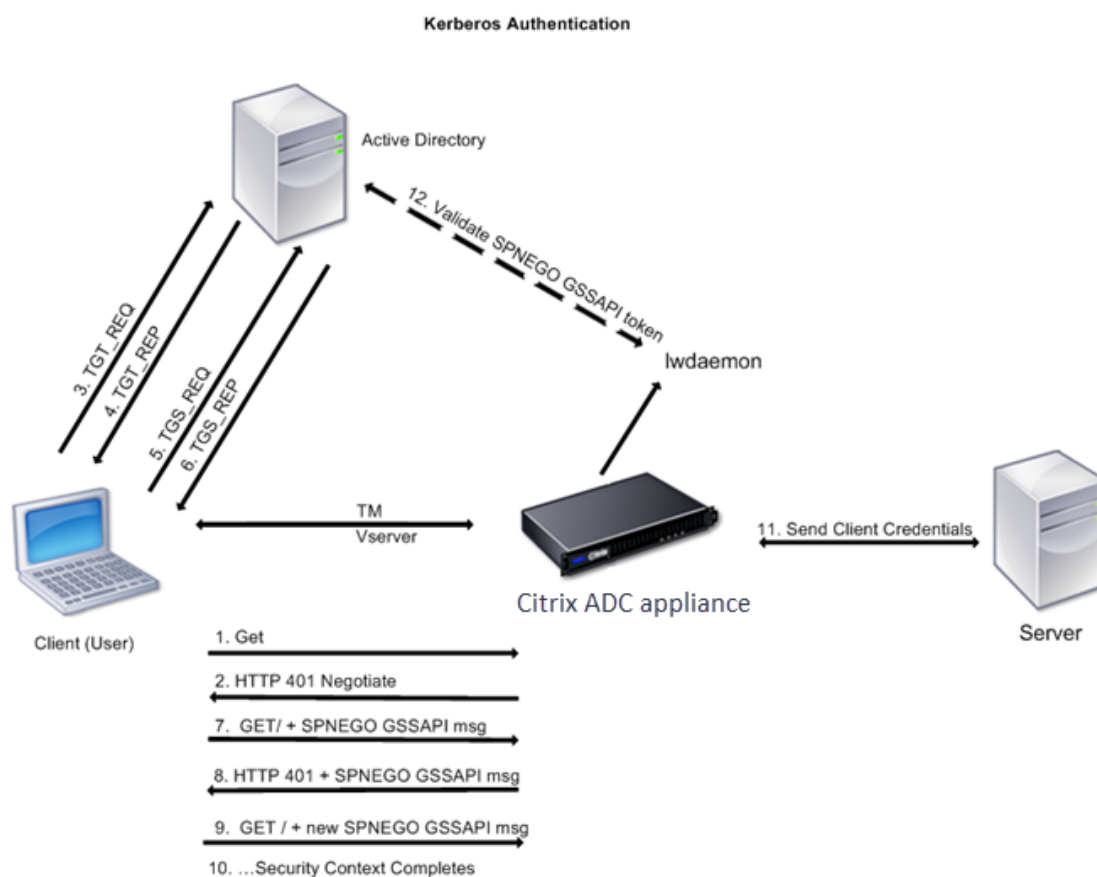 Kerberos Authentication
Active Directory
12. Validate SPNEGO GSSAPI token
3. TGT_REQ
4. TGT_REP
5. TGS_REQ
6. TGS_REP
lwdaemon
TM
Vserver
11. Send Client Credentials
Citrix
Citrix ADC appliance
Client (User)
Server
1. Get
2. HTTP 401 Negotiate
7. GET/ + SPNEGO GSSAPI msg
8. HTTP 401 + SPNEGO GSSAPI msg
9. GET / + new SPNEGO GSSAPI msg
10. ...Security Context Completes